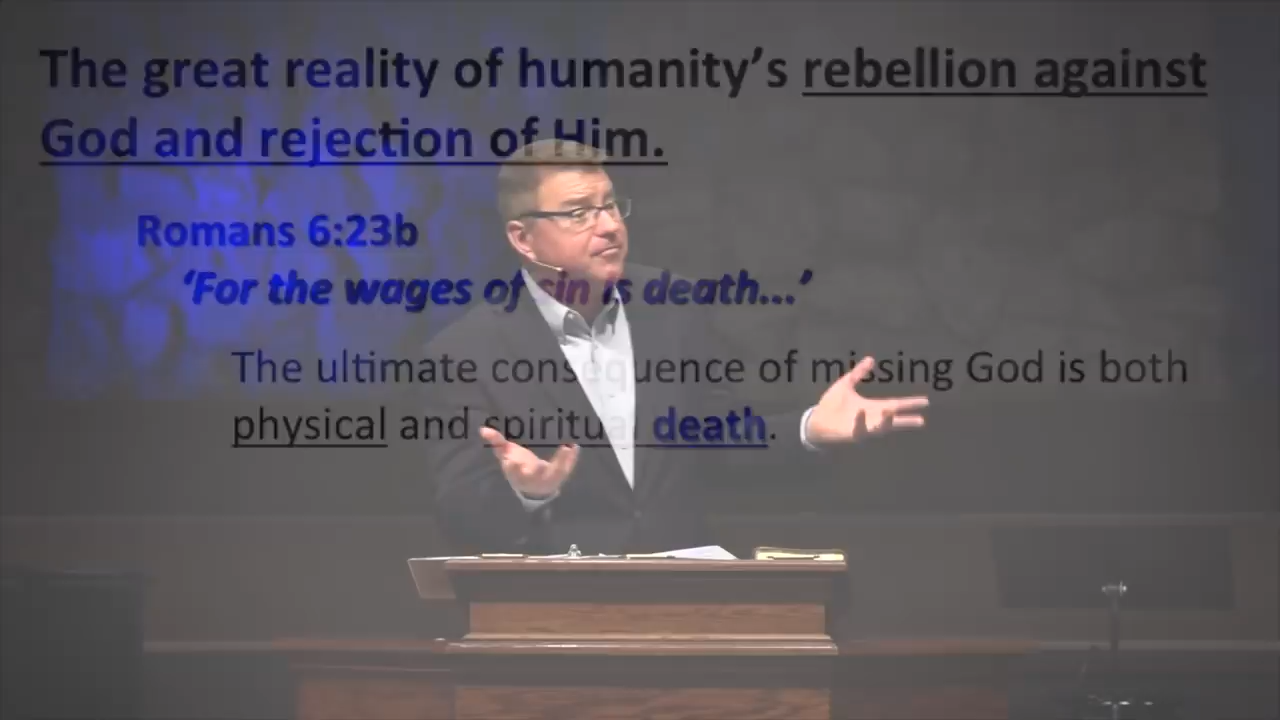 The great reality of humanity’s rebellion against
God and rejection of Him.
Romans 6:23b
‘For the wages of sin is death...’
The ultimate consequence of missing God is both
physical and spiritual death.